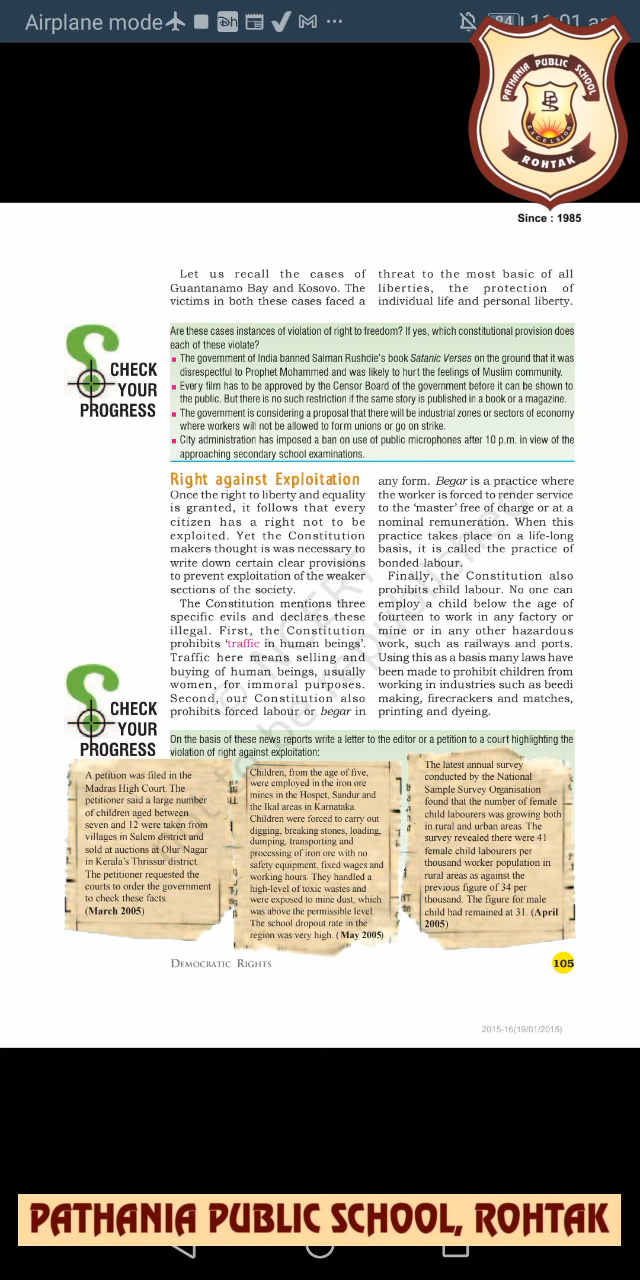 Airplane mode
PATHANIA PUBLIC SCHOOL
EXCELSIOR
ROHTAK
Since : 1985
Let us recall the cases of
Guantanamo Bay and Kosovo. The
victims in both these cases faced a
threat to the most basic of all
liberties, the protection of
individual life and personal liberty.
CHECK
YOUR
PROGRESS
Are these cases instances of violation of right to freedom? If yes, which constitutional provision does
each of these violate?
The government of India banned Salman Rushdie's book Satanic Verses on the ground that it was
disrespectful to Prophet Mohammed and was likely to hurt the feelings of Muslim community.
Every film has to be approved by the Censor Board of the government before it can be shown to
the public. But there is no such restriction if the same story is published in a book or a magazine.
The government is considering a proposal that there will be industrial zones or sectors of economy
where workers will not be allowed to form unions or go on strike.
City administration has imposed a ban on use of public microphones after 10 p.m. in view of the
approaching secondary school examinations.
Right against Exploitation
Once the right to liberty and equality
is granted, it follows that every
citizen has a right not to be
exploited. Yet the Constitution
makers thought is was necessary to
write down certain clear provisions
to prevent exploitation of the weaker
sections of the society.
The Constitution mentions three
specific evils and declares these
illegal. First, the Constitution
prohibits 'traffic in human beings'.
Traffic here means selling and
buying of human beings, usually
women, for immoral purposes.
Second, our Constitution also
prohibits forced labour or begar in
any form. Begar is a practice where
the worker is forced to render service
to the 'master' free of charge or at a
nominal remuneration. When this
practice takes place on a life-long
basis, it is called the practice of
bonded labour.
Finally, the Constitution also
prohibits child labour. No one can
employ a child below the age of
fourteen to work in any factory or
mine or in any other hazardous
work, such as railways and ports.
Using this as a basis many laws have
been made to prohibit children from
working in industries such as beedi
making, firecrackers and matches,
printing and dyeing.
CHECK
YOUR
PROGRESS
On the basis of these news reports write a letter to the editor or a petition to a court highlighting the
violation of right against exploitation:
A petition was filed in the
Madras High Court. The
petitioner said a large number
of children aged between
seven and 12 were taken from
villages in Salem district and
sold at auctions at Olur Nagar
in Kerala's Thrissur district.
The petitioner requested the
courts to order the government
to check these facts.
(March 2005)
Children, from the age of five,
were employed in the iron ore
mines in the Hospet, Sandur and
the Ikal areas in Karnataka.
Children were forced to carry out
digging, breaking stones, loading,
dumping, transporting and
processing of iron ore with no
safety equipment, fixed wages and
working hours. They handled a
high-level of toxic wastes and
were exposed to mine dust, which
was above the permissible level.
The school dropout rate in the
region was very high. (May 2005)
The latest annual survey
conducted by the National
Sample Survey Organisation
found that the number of female
child labourers was growing both
in rural and urban areas. The
survey revealed there were 41
female child labourers per
thousand worker population in
rural areas as against the
previous figure of 34 per
thousand. The figure for male
child had remained at 31. (April
2005)
DEMOCRATIC RIGHTS
105
2015-16(19/01/2015)
PATHANIA PUBLIC SCHOOL, ROHTAK